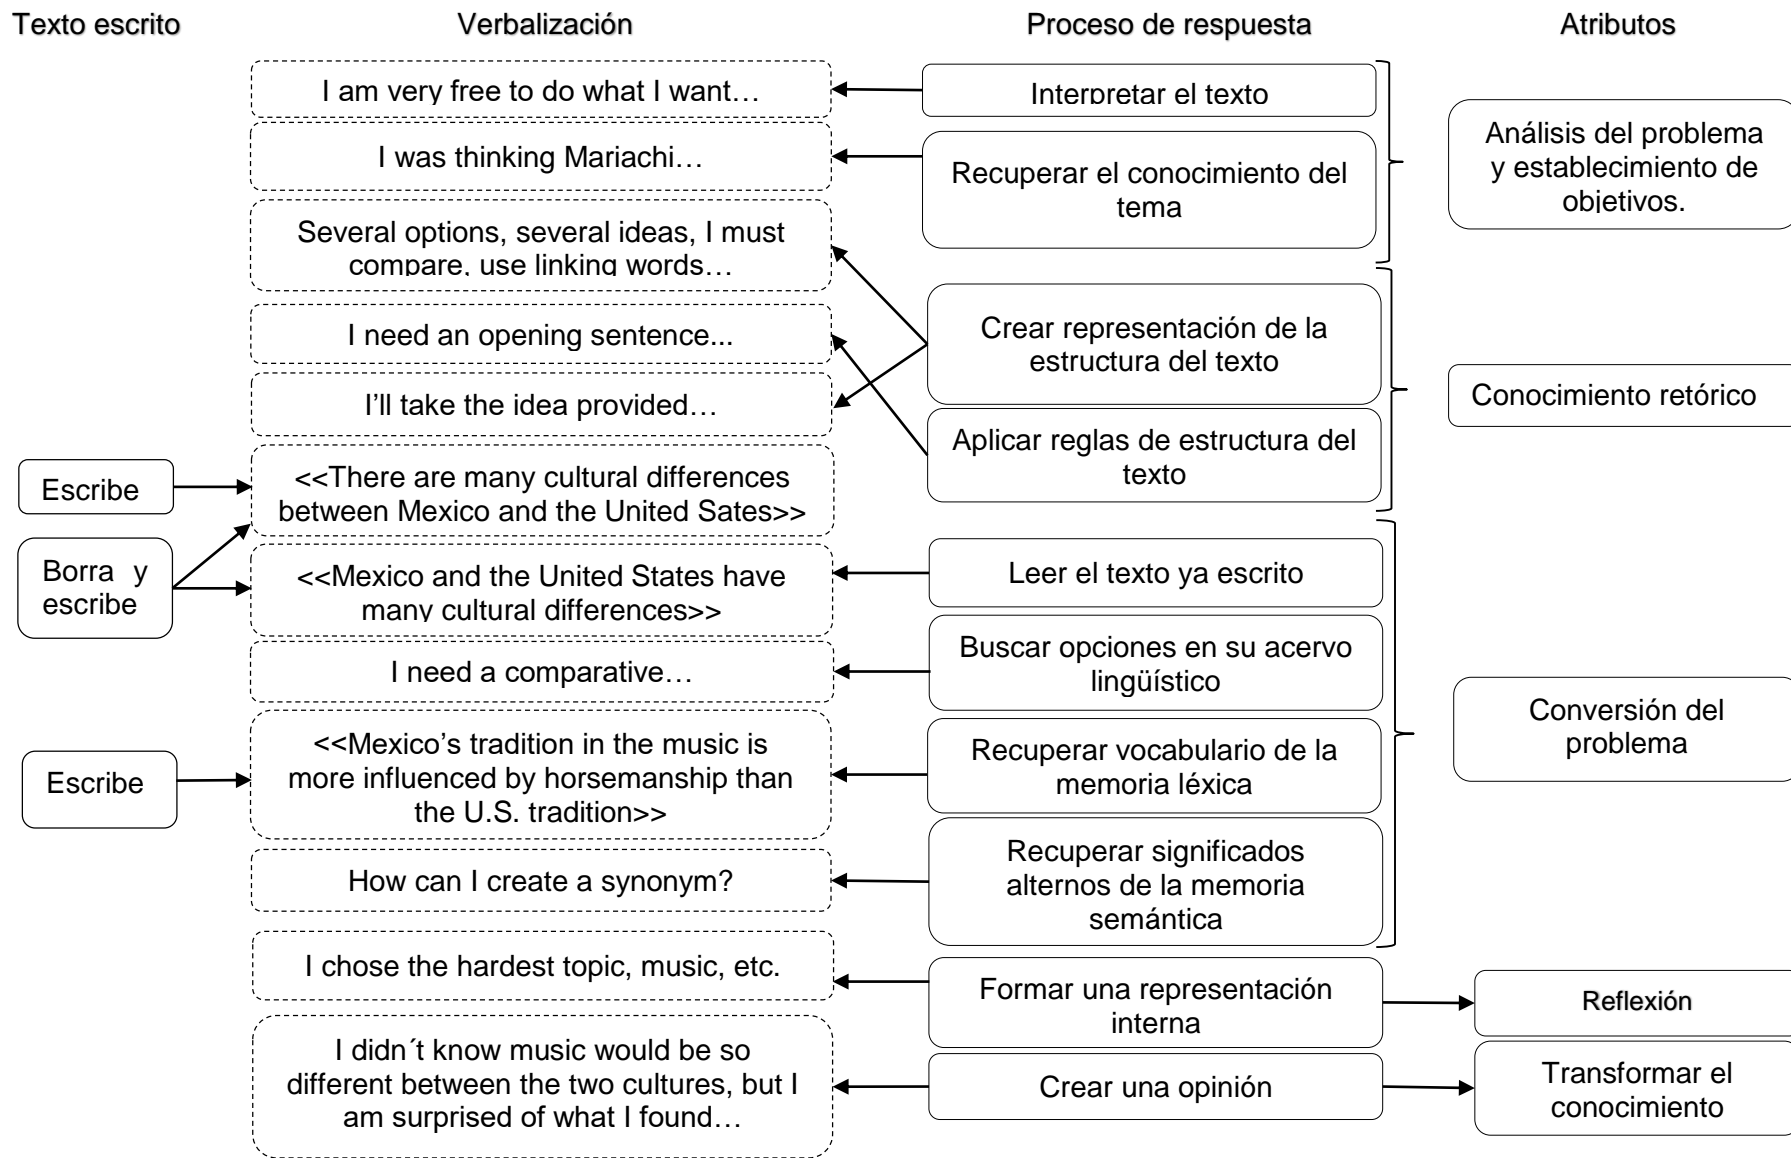 Texto escrito
Verbalización
Proceso de respuesta
Atributos
I am very free to do what I want…
I was thinking Mariachi…
Several options, several ideas, I must
compare, use linking words…
I need an opening sentence...
I’ll take the idea provided…
<<There are many cultural differences
between Mexico and the United Sates>>
<<Mexico and the United States have
many cultural differences>>
I need a comparative…
<<Mexico’s tradition in the music is
more influenced by horsemanship than
the U.S. tradition>>
How can I create a synonym?
I chose the hardest topic, music, etc.
I didn´t know music would be so
different between the two cultures, but I
am surprised of what I found…
Escribe
Borra y
escribe
Escribe
Interpretar el texto
Recuperar el conocimiento del
tema
Crear representación de la
estructura del texto
Aplicar reglas de estructura del
texto
Leer el texto ya escrito
Buscar opciones en su acervo
lingüístico
Recuperar vocabulario de la
memoria léxica
Recuperar significados
alternos de la memoria
semántica
Formar una representación
interna
Crear una opinión
Análisis del problema
y establecimiento de
objetivos.
Conocimiento retórico
Conversión del
problema
Reflexión
Transformar el
conocimiento